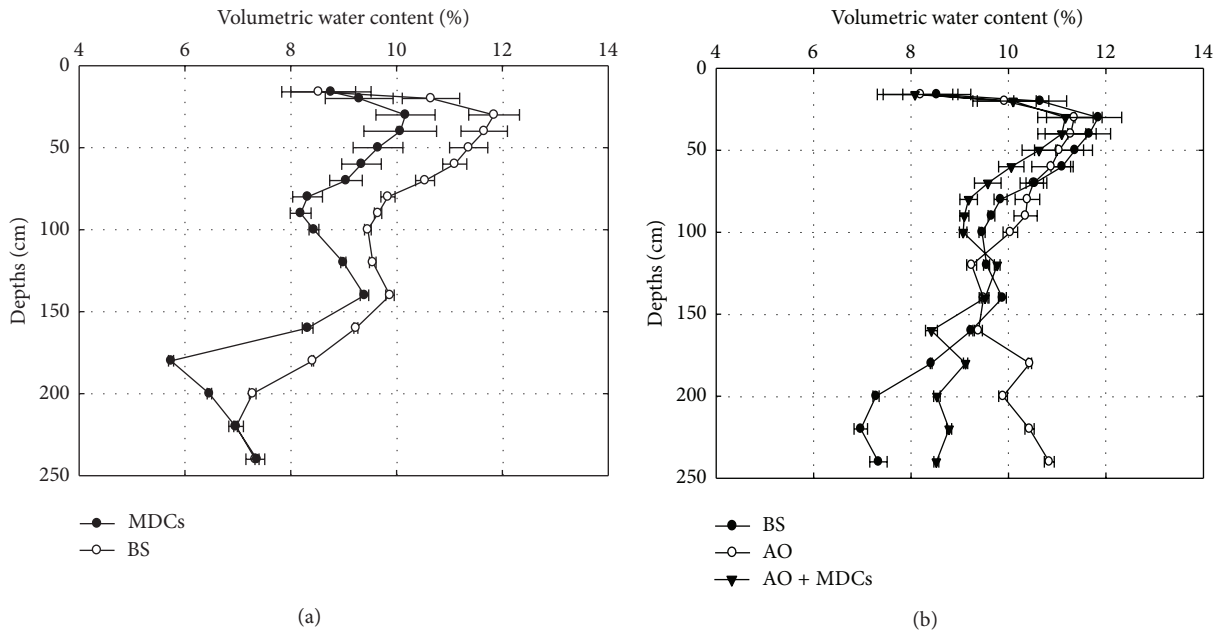 Volumetric water content (%)
4 6 8 10 12 14
0
50
100
150
200
250
Depths (cm)
MDCs
BS
(a)
Volumetric water content (%)
4 6 8 10 12 14
0
50
100
150
200
250
Depths (cm)
BS
AO
AO + MDCs
(b)